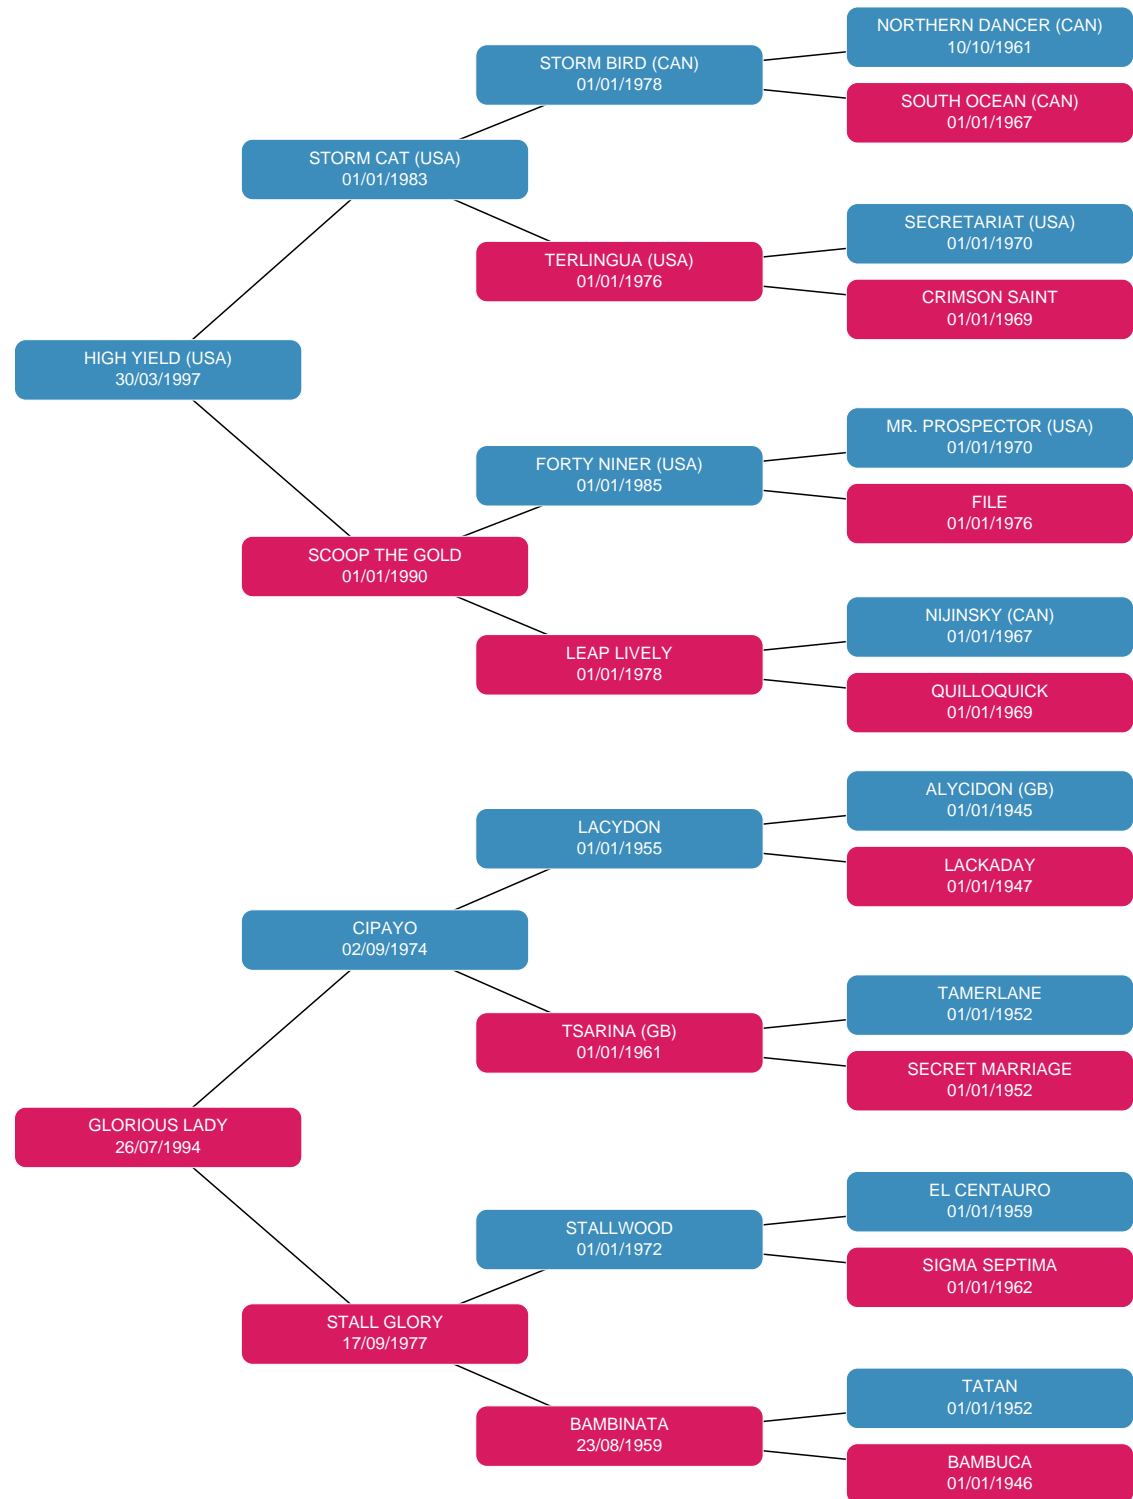 NORTHERN DANCER (CAN)
10/10/1961
STORM BIRD (CAN)
01/01/1978
SOUTH OCEAN (CAN)
01/01/1967
STORM CAT (USA)
01/01/1983
SECRETARIAT (USA)
01/01/1970
TERLINGUA (USA)
01/01/1976
CRIMSON SAINT
01/01/1969
HIGH YIELD (USA)
30/03/1997
MR. PROSPECTOR (USA)
01/01/1970
FORTY NINER (USA)
01/01/1985
FILE
01/01/1976
SCOOP THE GOLD
01/01/1990
NIJINSKY (CAN)
01/01/1967
LEAP LIVELY
01/01/1978
QUILLOQUICK
01/01/1969
ALYCIDON (GB)
01/01/1945
LACYDON
01/01/1955
LACKADAY
01/01/1947
CIPAYO
02/09/1974
TAMERLANE
01/01/1952
TSARINA (GB)
01/01/1961
SECRET MARRIAGE
01/01/1952
GLORIOUS LADY
26/07/1994
EL CENTAURO
01/01/1959
STALLWOOD
01/01/1972
SIGMA SEPTIMA
01/01/1962
STALL GLORY
17/09/1977
TATAN
01/01/1952
BAMBINATA
23/08/1959
BAMBUCA
01/01/1946